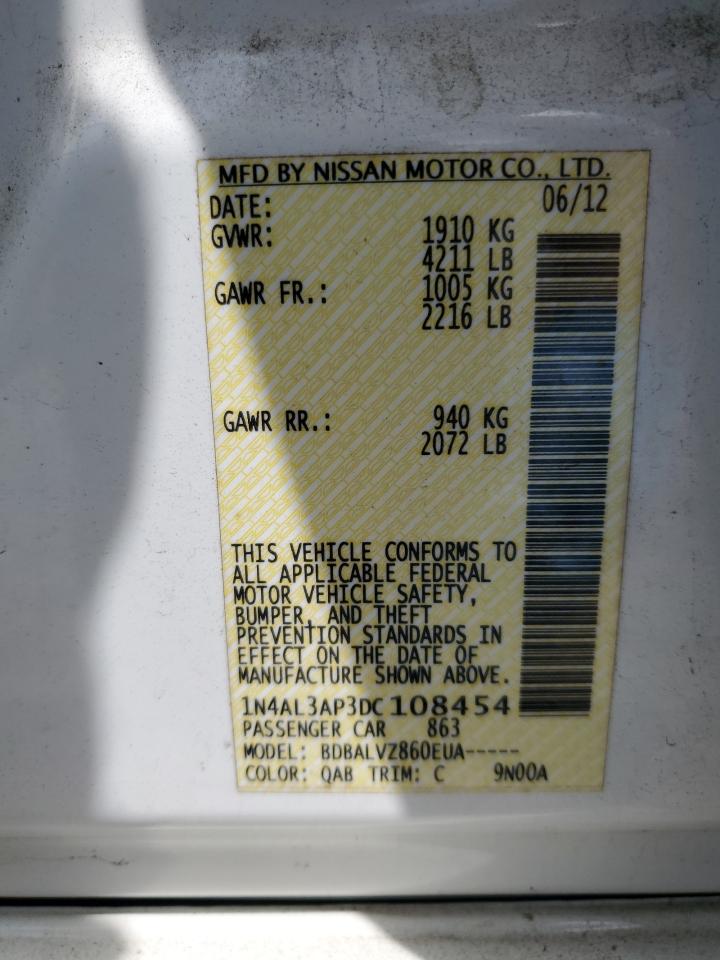 MFD BY NISSAN MOTOR CO., LTD.
DATE: 06/12
GVWR: 1910 KG
4211 LB
GAWR FR.: 1005 KG
2216 LB
GAWR RR.: 940 KG
2072 LB
THIS VEHICLE CONFORMS TO
ALL APPLICABLE FEDERAL
MOTOR VEHICLE SAFETY,
BUMPER, AND THEFT
PREVENTION STANDARDS IN
EFFECT ON THE DATE OF
MANUFACTURE SHOWN ABOVE.
1N4AL3AP3DC108454
PASSENGER CAR 863
MODEL: BDBALVZ860EUA-----
COLOR: QAB TRIM: C 9N00A